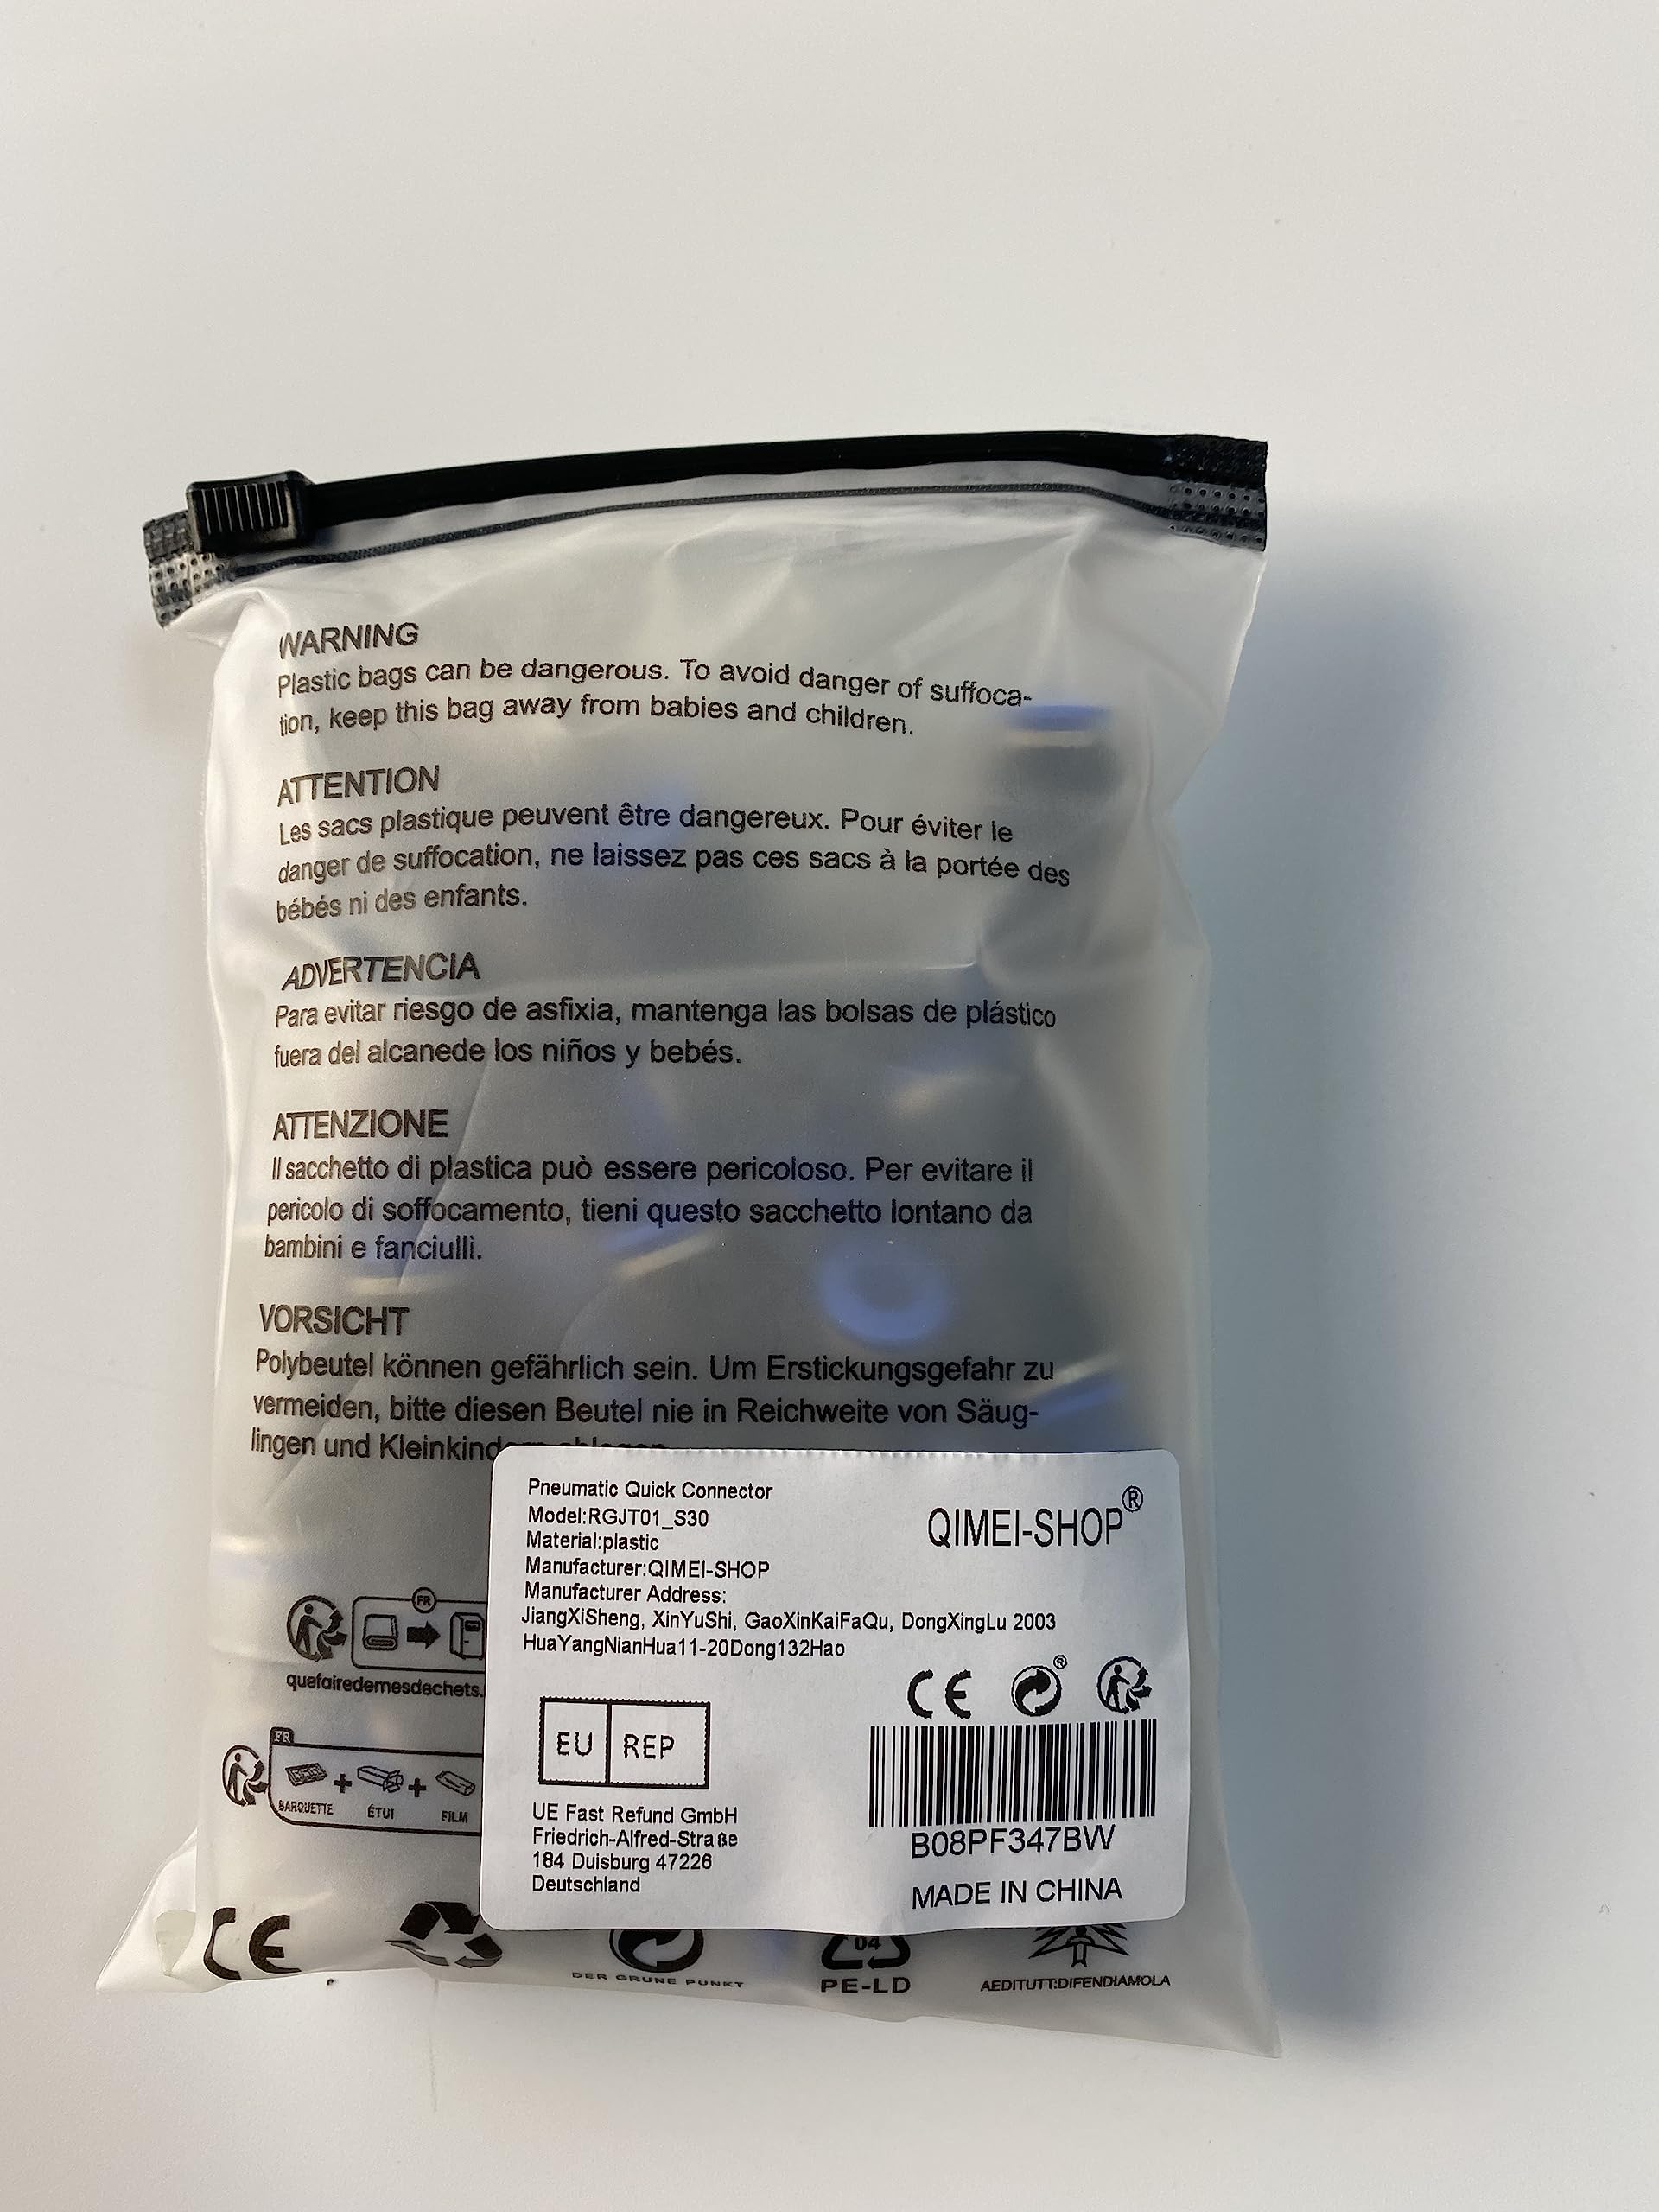 WARNING
Plastic bags can be dangerous. To avoid danger of suffoca-
tion, keep this bag away from babies and children.
ATTENTION
Les sacs plastique peuvent être dangereux. Pour éviter le
danger de suffocation, ne laissez pas ces sacs à la portée des
bébés ni des enfants.
ADVERTENCIA
Para evitar riesgo de asfixia, mantenga las bolsas de plástico
fuera del alcanede los niños y bebés.
ATTENZIONE
Il sacchetto di plastica può essere pericoloso. Per evitare il
pericolo di soffocamento, tieni questo sacchetto lontano da
bambini e fanciulli.
VORSICHT
Polybeutel können gefährlich sein. Um Erstickungsgefahr zu
vermeiden, bitte diesen Beutel nie in Reichweite von Säug-
lingen und
Pneumatic Quick Connector
Model:RGJT01_S30
Material:plastic
Manufacturer:QIMEI-SHOP
Manufacturer Address:
JiangXiSheng, XinYuShi, GaoXinKaiFaQu, DongXingLu 2003
HuaYangNianHua11-20Dong132Hao
QIMEI-SHOP®
CE ®
EU REP
UE Fast Refund GmbH
Friedrich-Alfred-Straße
184 Duisburg 47226
Deutschland
B08PF347BW
MADE IN CHINA
FR
quefairedemesdechets.
FR
BARQUETTE + ÉTUI + FILM
CE
DER GRUNE PUNKT
04
PE-LD
AEDITUTT:DIFENDIAMOLA